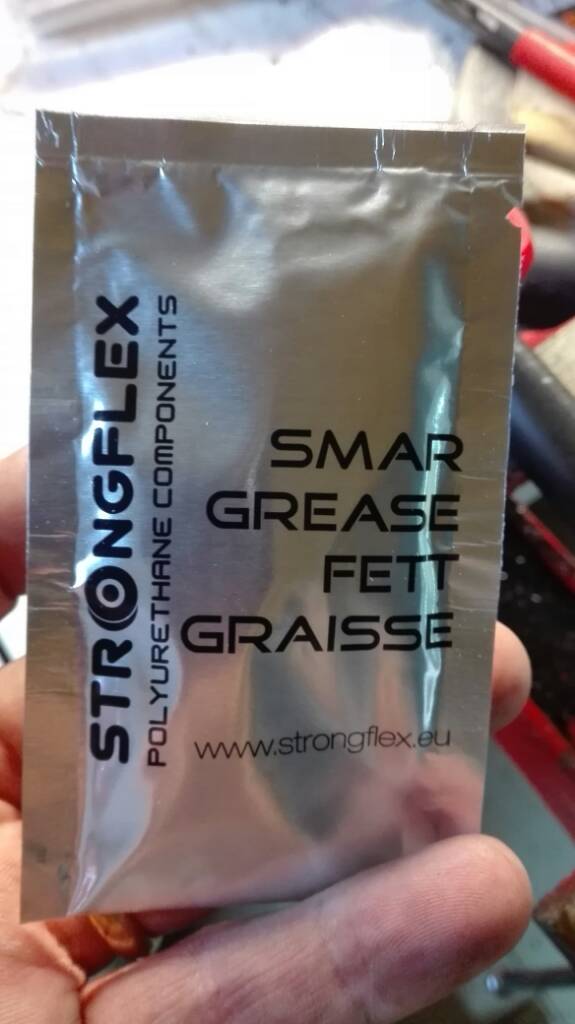 STRONGFLEX
POLYURETHANE COMPONENTS
SMAR
GREASE
FETT
GRAISSE
www.strongflex.eu